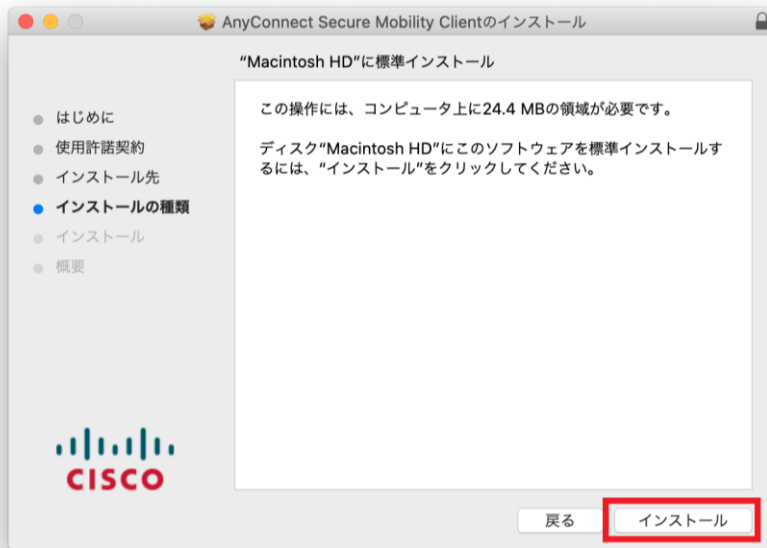 AnyConnect Secure Mobility Clientのインストール
“Macintosh HD”に標準インストール
はじめに
使用許諾契約
インストール先
インストールの種類
インストール
概要
この操作には、コンピュータ上に24.4 MBの領域が必要です。
ディスク“Macintosh HD”にこのソフトウェアを標準インストールす
るには、“インストール”をクリックしてください。
CISCO
戻る
インストール